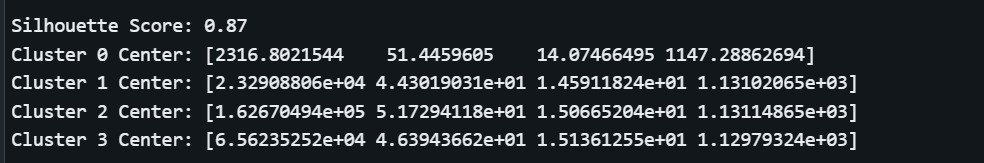 Silhouette Score: 0.87
Cluster 0 Center: [2316.8021544    51.4459605    14.07466495 1147.28862694]
Cluster 1 Center: [2.32908806e+04 4.43019031e+01 1.45911824e+01 1.13102065e+03]
Cluster 2 Center: [1.62670494e+05 5.17294118e+01 1.50665204e+01 1.13114865e+03]
Cluster 3 Center: [6.56235252e+04 4.63943662e+01 1.51361255e+01 1.12979324e+03]